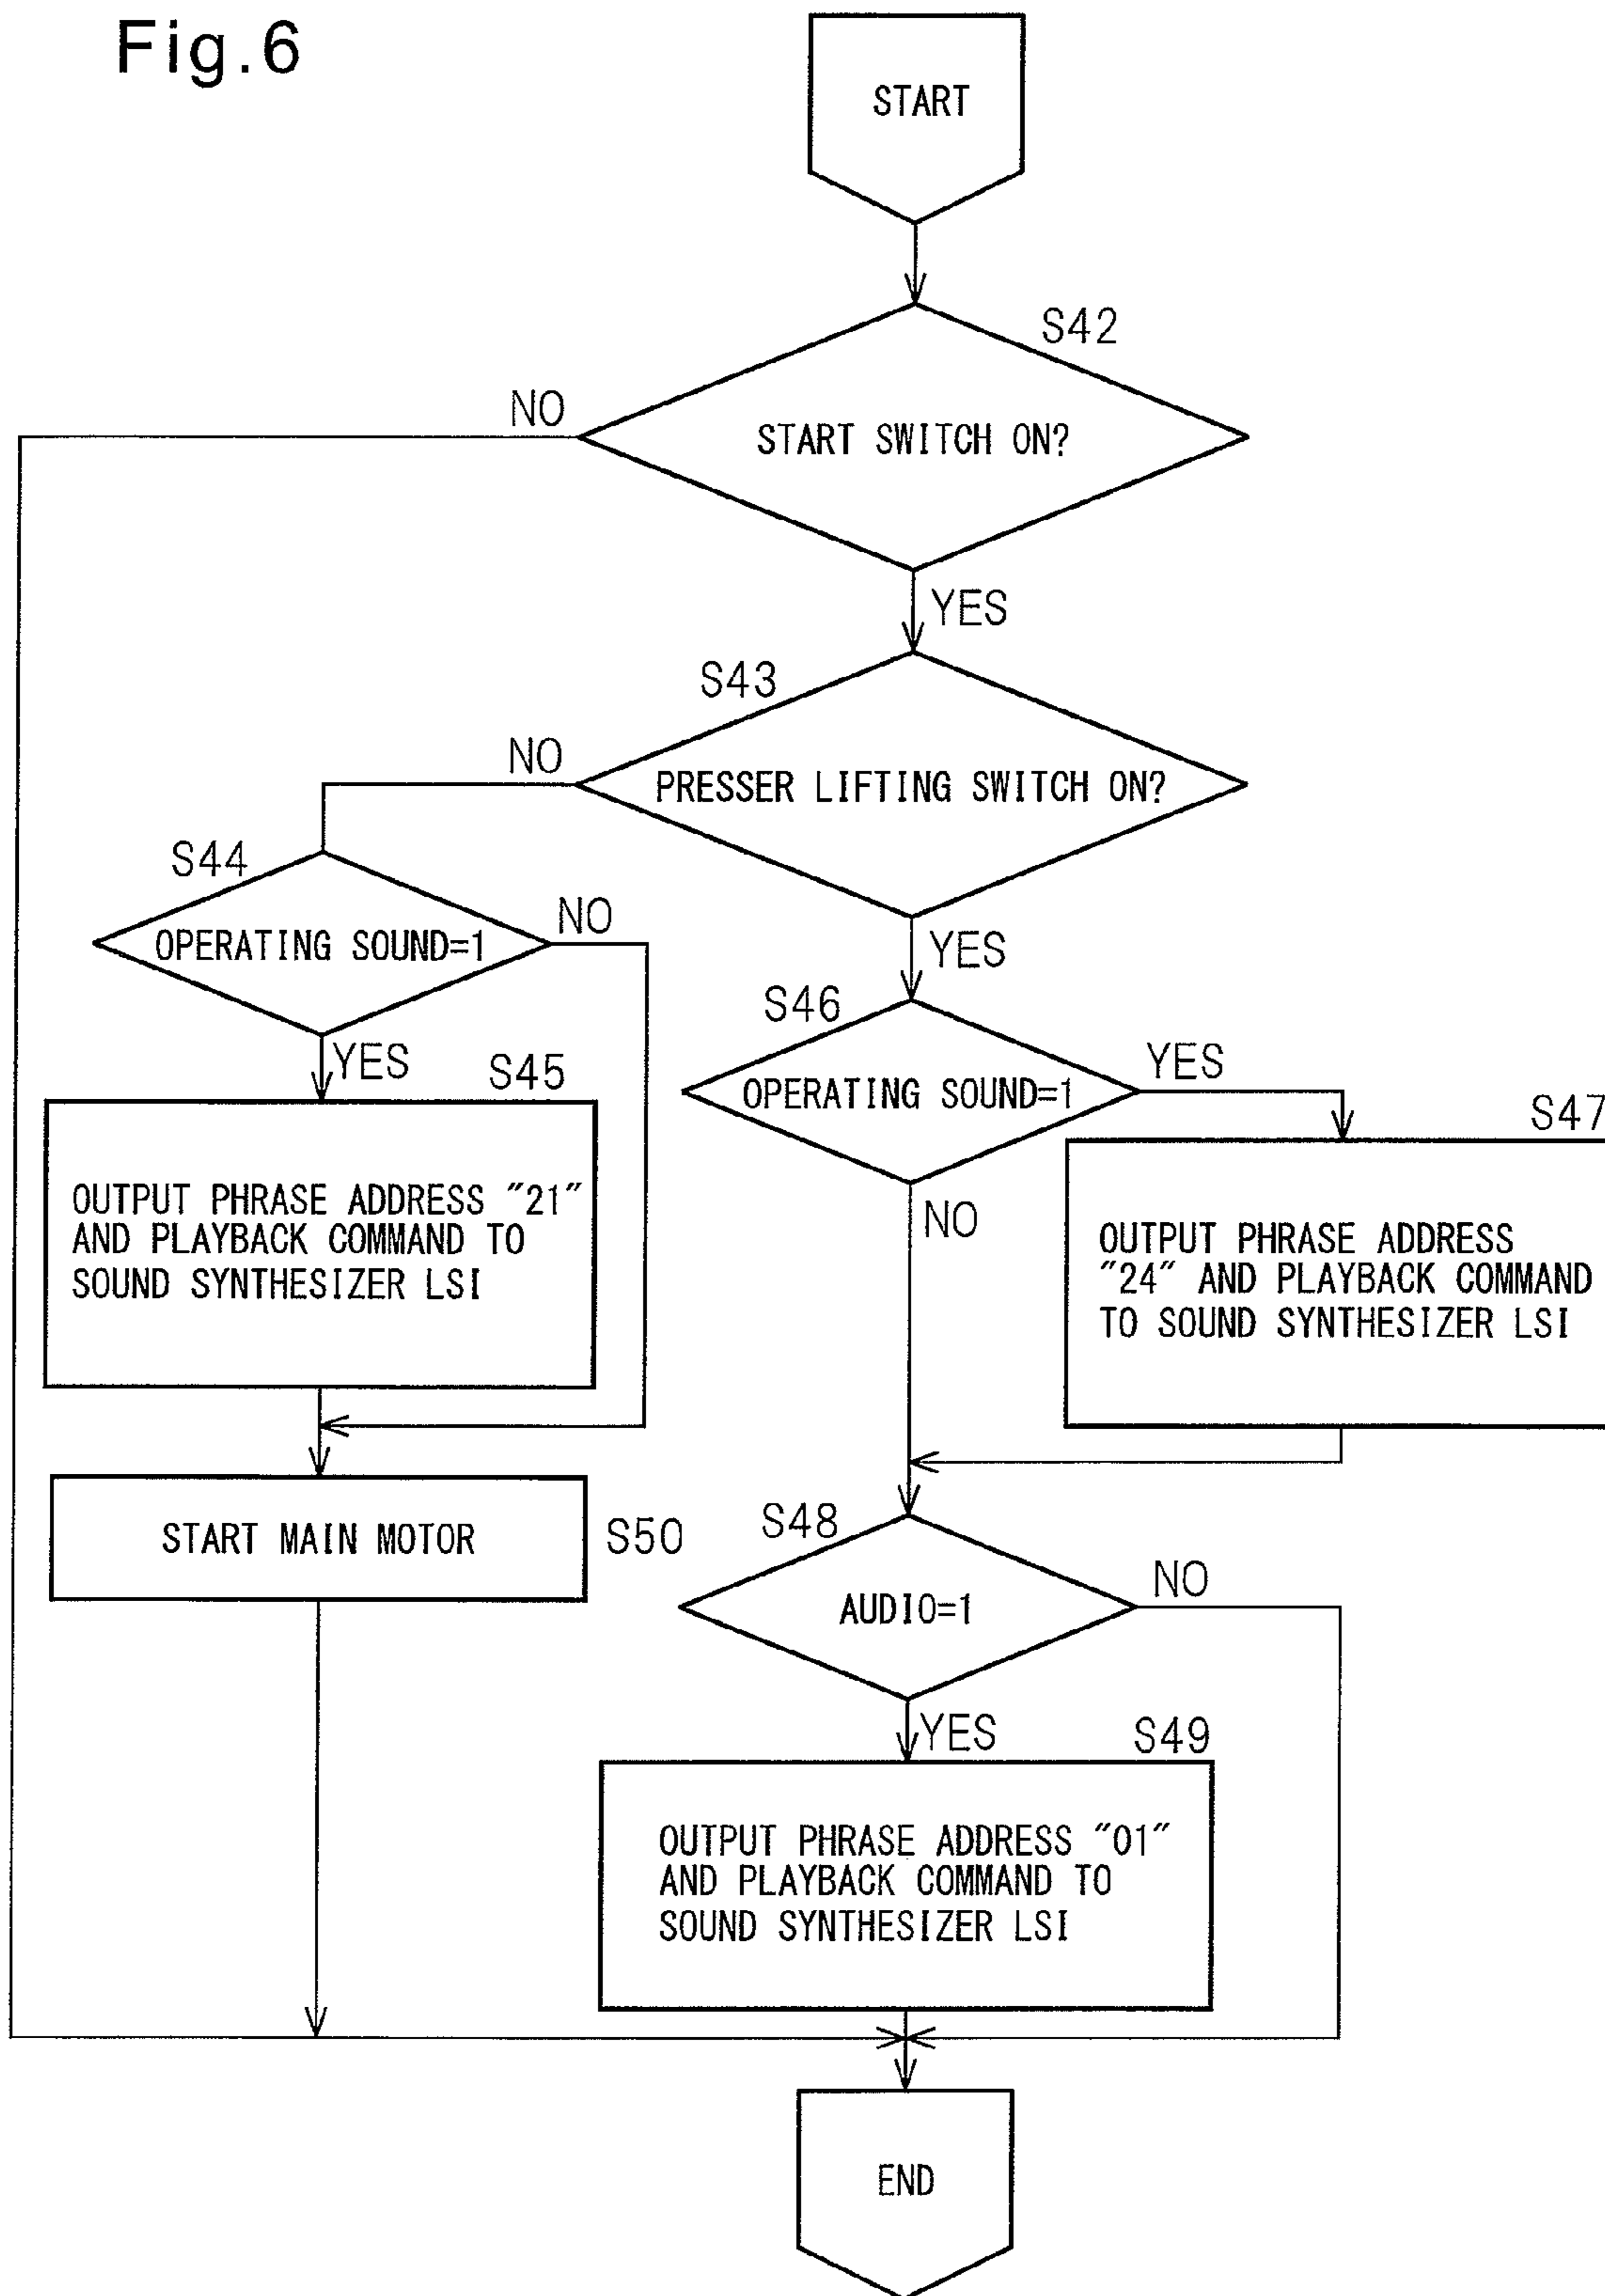 Fig.6
START
S42
NO
START SWITCH ON?
YES
S43
NO
PRESSER LIFTING SWITCH ON?
S44
NO
OPERATING SOUND=1
YES
YES
S46
YES
OPERATING SOUND=1
S45
S47
OUTPUT PHRASE ADDRESS "21"
AND PLAYBACK COMMAND TO
SOUND SYNTHESIZER LSI
NO
OUTPUT PHRASE ADDRESS
"24" AND PLAYBACK COMMAND
TO SOUND SYNTHESIZER LSI
START MAIN MOTOR
S50
S48
NO
AUDIO=1
YES
S49
OUTPUT PHRASE ADDRESS "01"
AND PLAYBACK COMMAND TO
SOUND SYNTHESIZER LSI
END